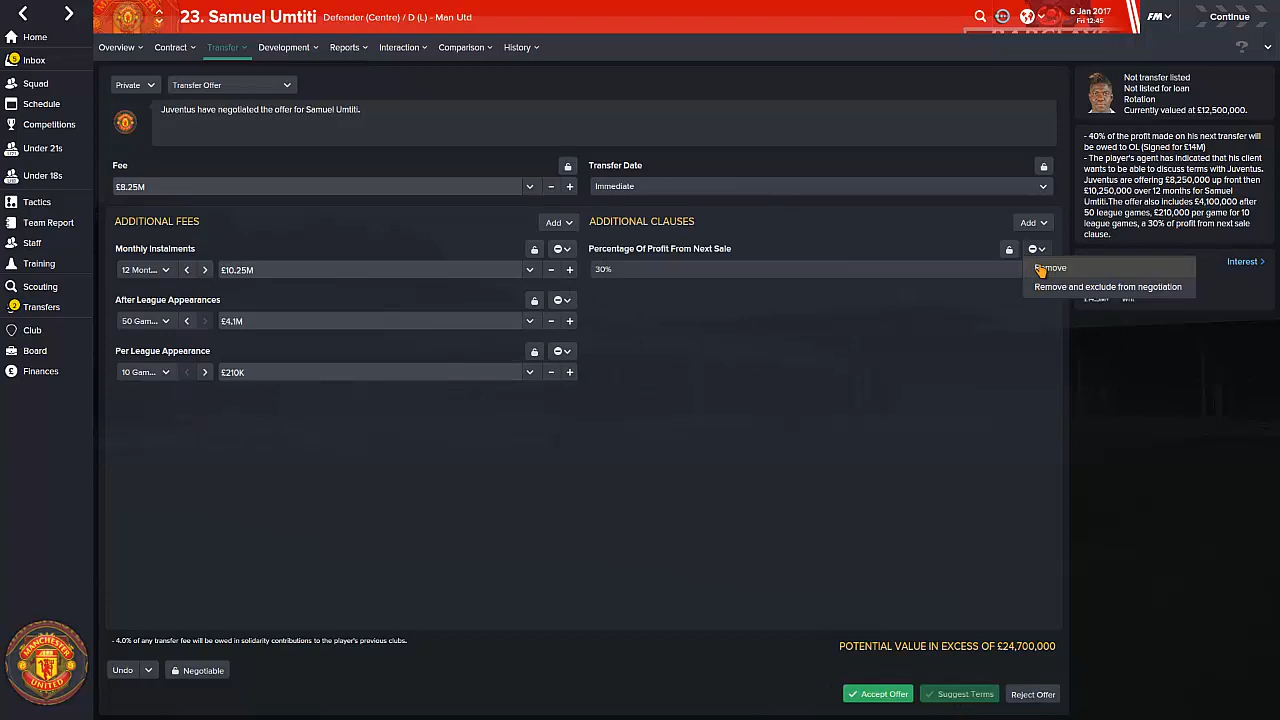 23. Samuel Umtiti
Defender (Centre) / D (L) - Man Utd
6 Jan 2017
Fri 12:45
FM
Continue
Home
Overview
Contract
Transfer
Development
Reports
Interaction
Comparison
History
Inbox
Squad
Schedule
Competitions
Under 21s
Under 18s
Tactics
Team Report
Staff
Training
Scouting
Transfers
Club
Board
Finances
Private
Transfer Offer
Juventus have negotiated the offer for Samuel Umtiti.
Fee
£8.25M
Transfer Date
Immediate
ADDITIONAL FEES
Add
ADDITIONAL CLAUSES
Add
Monthly Instalments
12 Mont...
£10.25M
Percentage Of Profit From Next Sale
30%
Remove
Remove and exclude from negotiation
After League Appearances
50 Gam...
£4.1M
Per League Appearance
10 Gam...
£210K
Not transfer listed
Not listed for loan
Rotation
Currently valued at £12,500,000.
- 40% of the profit made on his next transfer will
be owed to OL (Signed for £14M)
- The player's agent has indicated that his client
wants to be able to discuss terms with Juventus.
Juventus are offering £8,250,000 up front then
£10,250,000 over 12 months for Samuel
Umtiti.The offer also includes £4,100,000 after
50 league games, £210,000 per game for 10
league games, a 30% of profit from next sale
clause.
Interest >
- 4.0% of any transfer fee will be owed in solidarity contributions to the player's previous clubs.
POTENTIAL VALUE IN EXCESS OF £24,700,000
Undo
Negotiable
Accept Offer
Suggest Terms
Reject Offer
MANCHESTER
UNITED